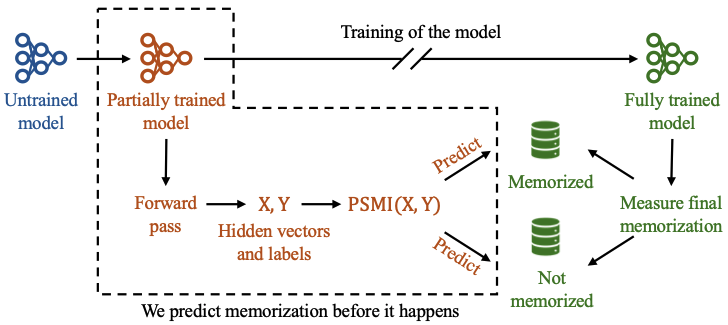 Training of the model
Untrained
model
Partially trained
model
Fully trained
model
Forward
pass
X, Y
Hidden vectors
and labels
PSMI(X, Y)
Predict
Predict
Memorized
Not
memorized
Measure final
memorization
We predict memorization before it happens